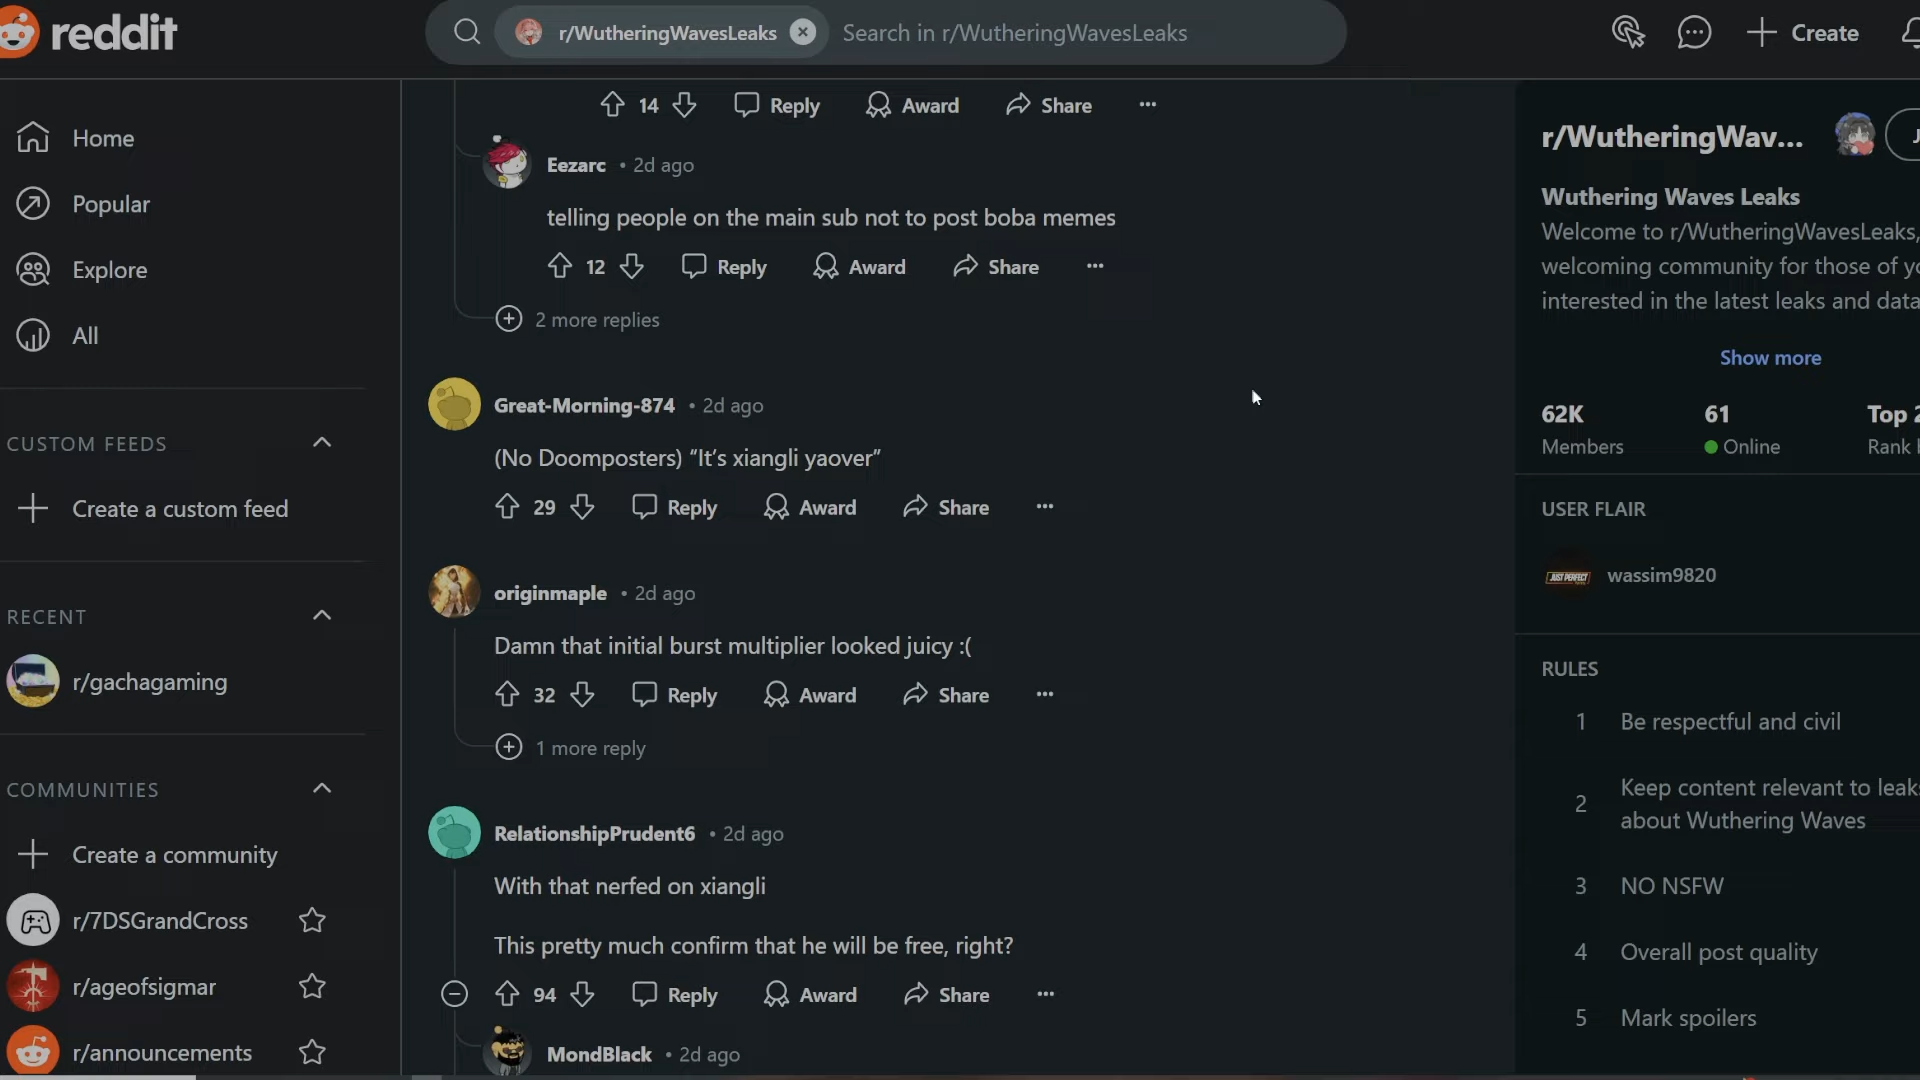 reddit
r/WutheringWavesLeaks
Search in r/WutheringWavesLeaks
Create
Home
Popular
Explore
All
CUSTOM FEEDS
Create a custom feed
RECENT
r/gachagaming
COMMUNITIES
Create a community
r/7DSGrandCross
r/ageofsigmar
r/announcements
14
Reply
Award
Share
Eezarc • 2d ago
telling people on the main sub not to post boba memes
12
Reply
Award
Share
2 more replies
Great-Morning-874 • 2d ago
(No Doomposters) “It’s xiangli yaover”
29
Reply
Award
Share
originmaple • 2d ago
Damn that initial burst multiplier looked juicy :(
32
Reply
Award
Share
1 more reply
RelationshipPrudent6 • 2d ago
With that nerfed on xiangli
This pretty much confirm that he will be free, right?
94
Reply
Award
Share
MondBlack • 2d ago
r/WutheringWav...
Wuthering Waves Leaks
Welcome to r/WutheringWavesLeaks,
welcoming community for those of
interested in the latest leaks and data
Show more
62K
Members
61
Online
Top
Rank
USER FLAIR
JUST PERFECT
wassim9820
RULES
1 Be respectful and civil
2 Keep content relevant to
about Wuthering Waves
3 NO NSFW
4 Overall post quality
5 Mark spoilers